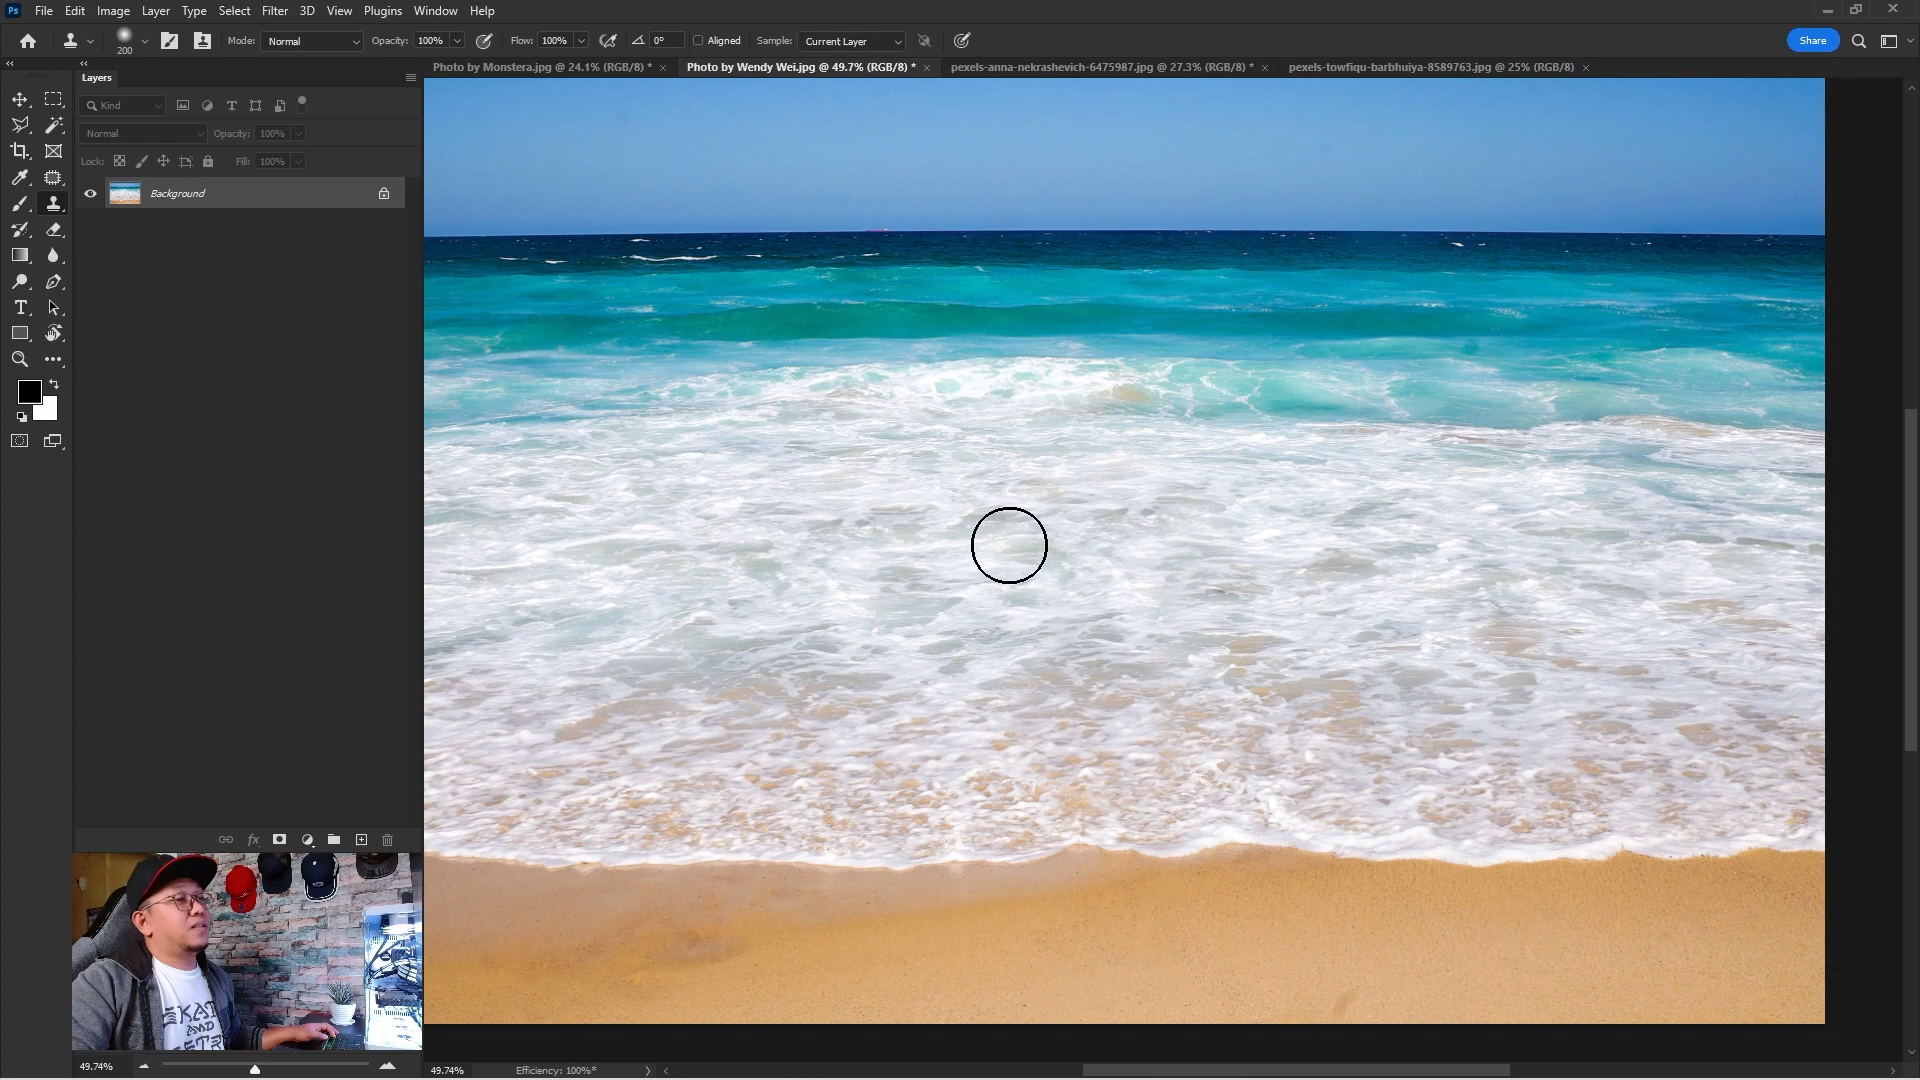 Ps File Edit Image Layer Type Select Filter 3D View Plugins Window Help
200 Mode: Normal Opacity: 100% Flow: 100% 0° Aligned Sample: Current Layer Share
Layers
Photo by Monstera.jpg @ 24.1% (RGB/8) * Photo by Wendy Wei.jpg @ 49.7% (RGB/8) * pexels-anna-nekrashevich-6475987.jpg @ 27.3% (RGB/8) * pexels-towfiqu-barbhuiya-8589763.jpg @ 25% (RGB/8)
Kind
Normal Opacity: 100%
Lock: Fill: 100%
Background
fx
SKAT
AND
49.74%
49.74% Efficiency: 100%*